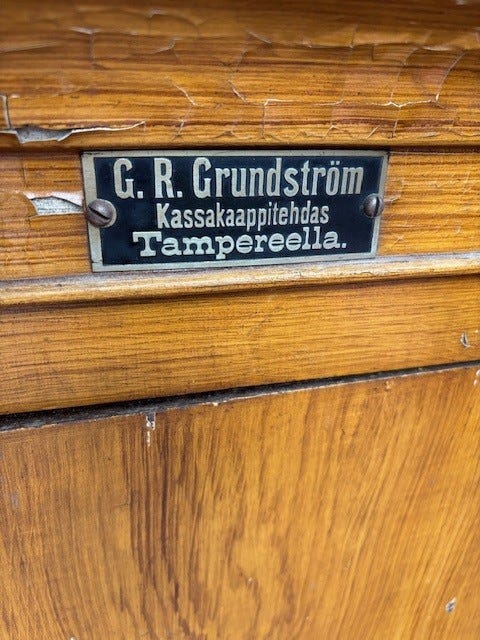 G. R. Grundström
Kassakaappitehdas
Tampereella.